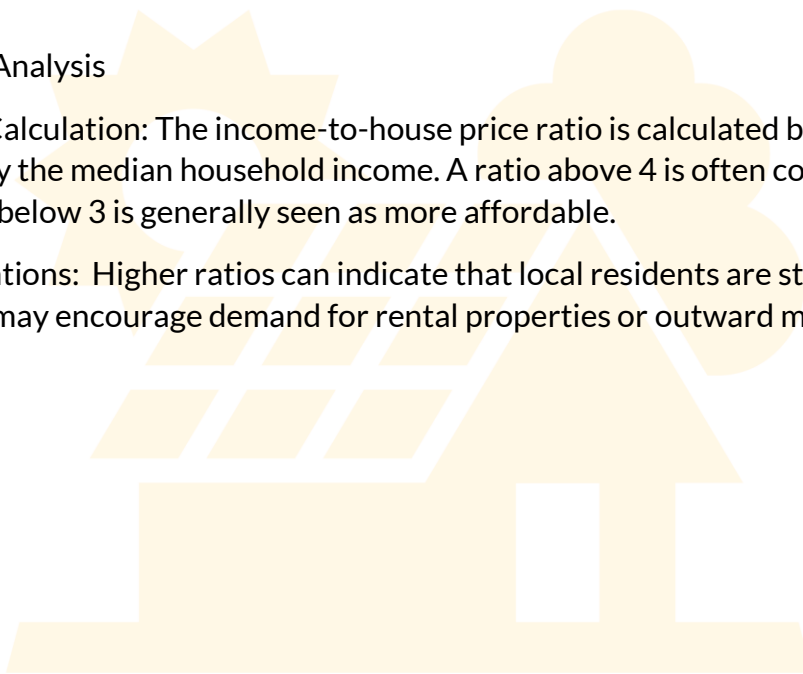 Analysis
Calculation: The income-to-house price ratio is calculated b
the median household income. A ratio above 4 is often co
below 3 is generally seen as more affordable.
tions: Higher ratios can indicate that local residents are st
may encourage demand for rental properties or outward m